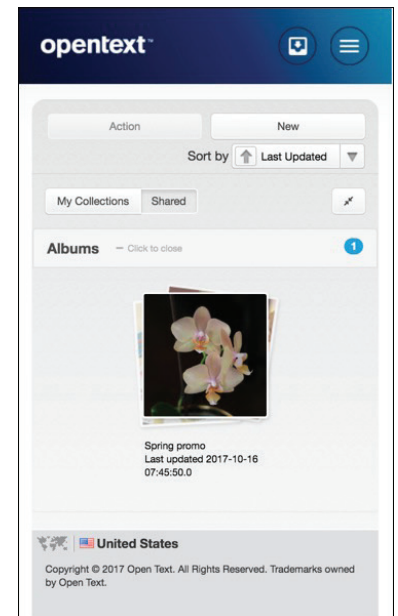 opentext™
Action
New
Sort by
Last Updated
My Collections
Shared
Albums
– Click to close
1
Spring promo
Last updated 2017-10-16
07:45:50.0
United States
Copyright © 2017 Open Text. All Rights Reserved. Trademarks owned
by Open Text.